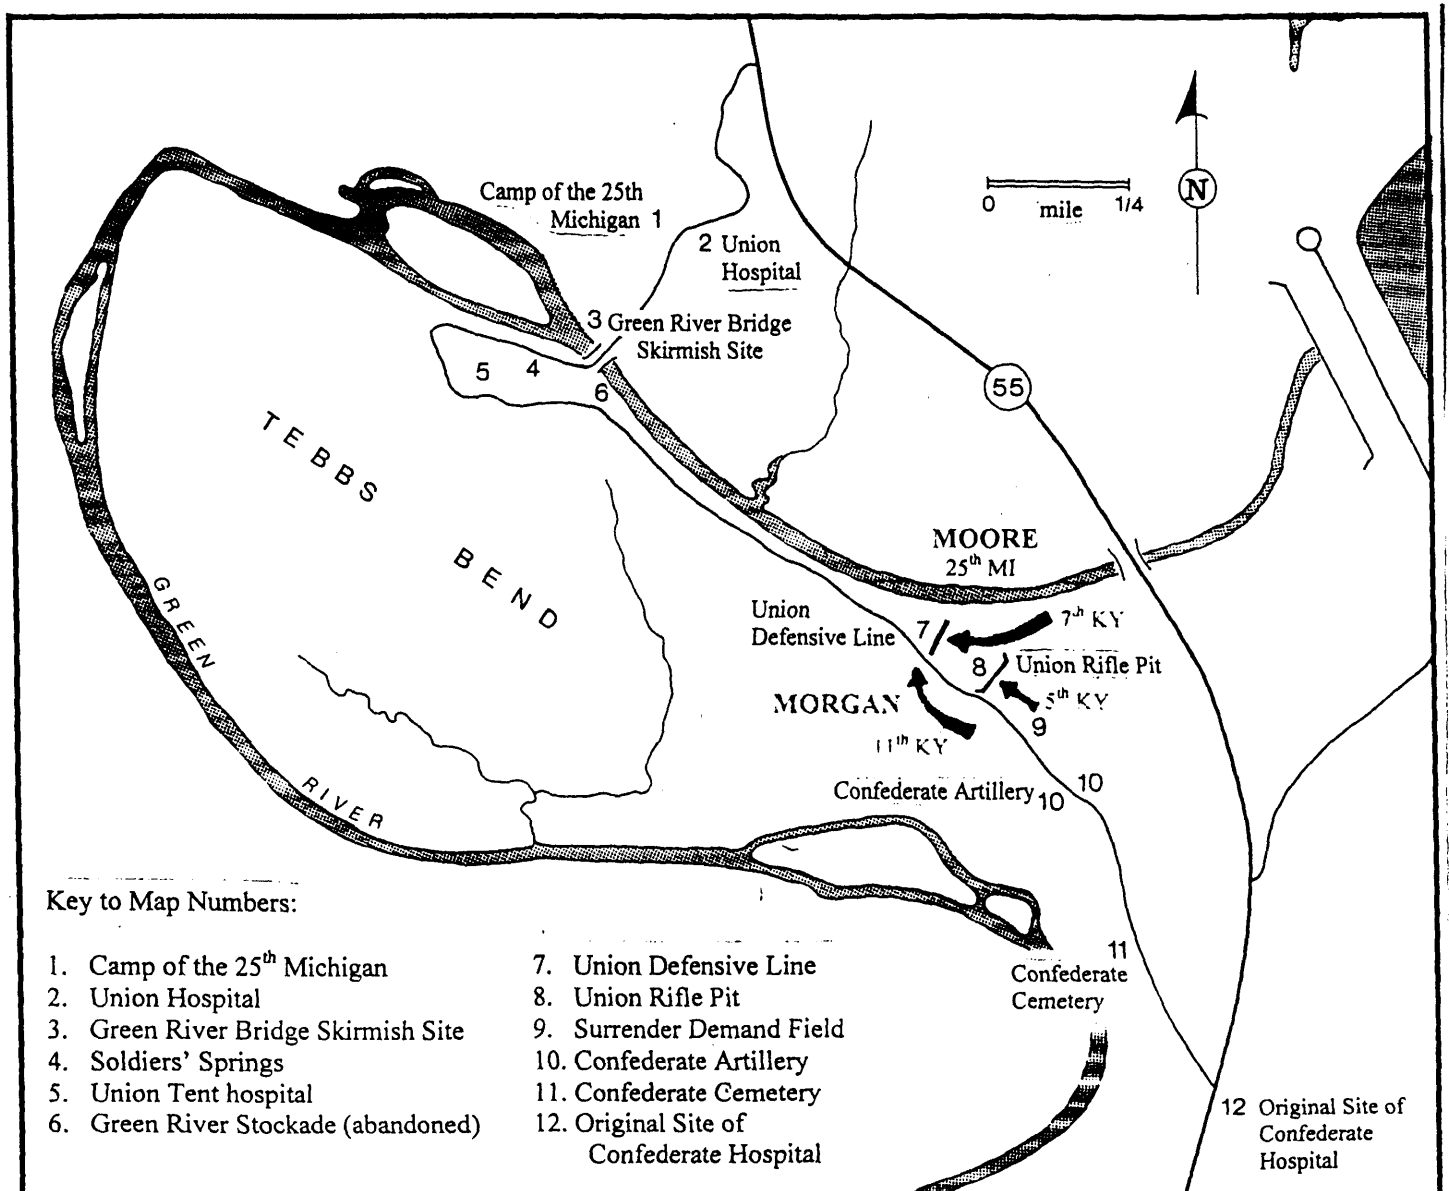 Camp of the 25th
Michigan 1
2 Union
Hospital
N
0 mile 1/4
3 Green River Bridge
Skirmish Site
5 4
6
55
TEBBS
BEND
MOORE
25th MI
GREEN
RIVER
Union
Defensive Line
7
7th KY
8 Union Rifle Pit
MORGAN
5th KY
9
11th KY
Confederate Artillery 10
10
11
Confederate
Cemetery
12 Original Site of
Confederate
Hospital
Key to Map Numbers:
1. Camp of the 25th Michigan
2. Union Hospital
3. Green River Bridge Skirmish Site
4. Soldiers' Springs
5. Union Tent hospital
6. Green River Stockade (abandoned)
7. Union Defensive Line
8. Union Rifle Pit
9. Surrender Demand Field
10. Confederate Artillery
11. Confederate Cemetery
12. Original Site of
Confederate Hospital